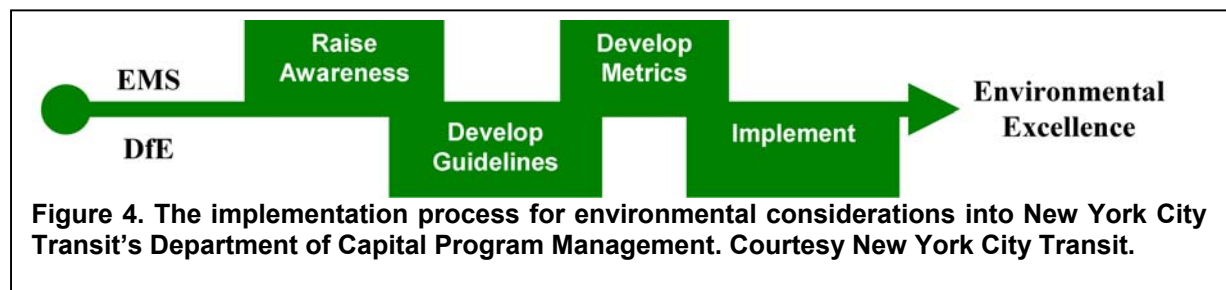 EMS
DfE
Raise
Awareness
Develop
Guidelines
Develop
Metrics
Implement
Environmental
Excellence
Figure 4. The implementation process for environmental considerations into New York City
Transit's Department of Capital Program Management. Courtesy New York City Transit.